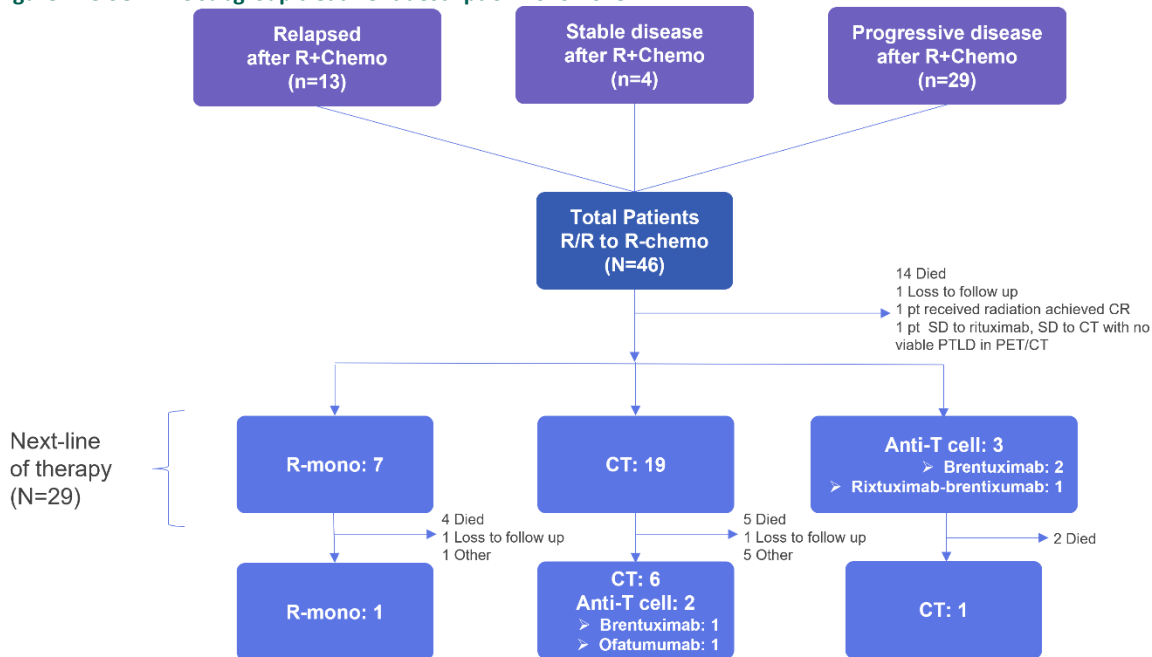 Relapsed
after R+Chemo
(n=13)
Stable disease
after R+Chemo
(n=4)
Progressive disease
after R+Chemo
(n=29)
Total Patients
R/R to R-chemo
(N=46)
14 Died
1 Loss to follow up
1 pt received radiation achieved CR
1 pt SD to rituximab, SD to CT with no
viable PTLD in PET/CT
Next-line
of therapy
(N=29)
R-mono: 7
CT: 19
Anti-T cell: 3
➢ Brentuximab: 2
➢ Rixtuximab-brentixumab: 1
4 Died
1 Loss to follow up
1 Other
5 Died
1 Loss to follow up
5 Other
2 Died
R-mono: 1
CT: 6
Anti-T cell: 2
➢ Brentuximab: 1
➢ Ofatumumab: 1
CT: 1